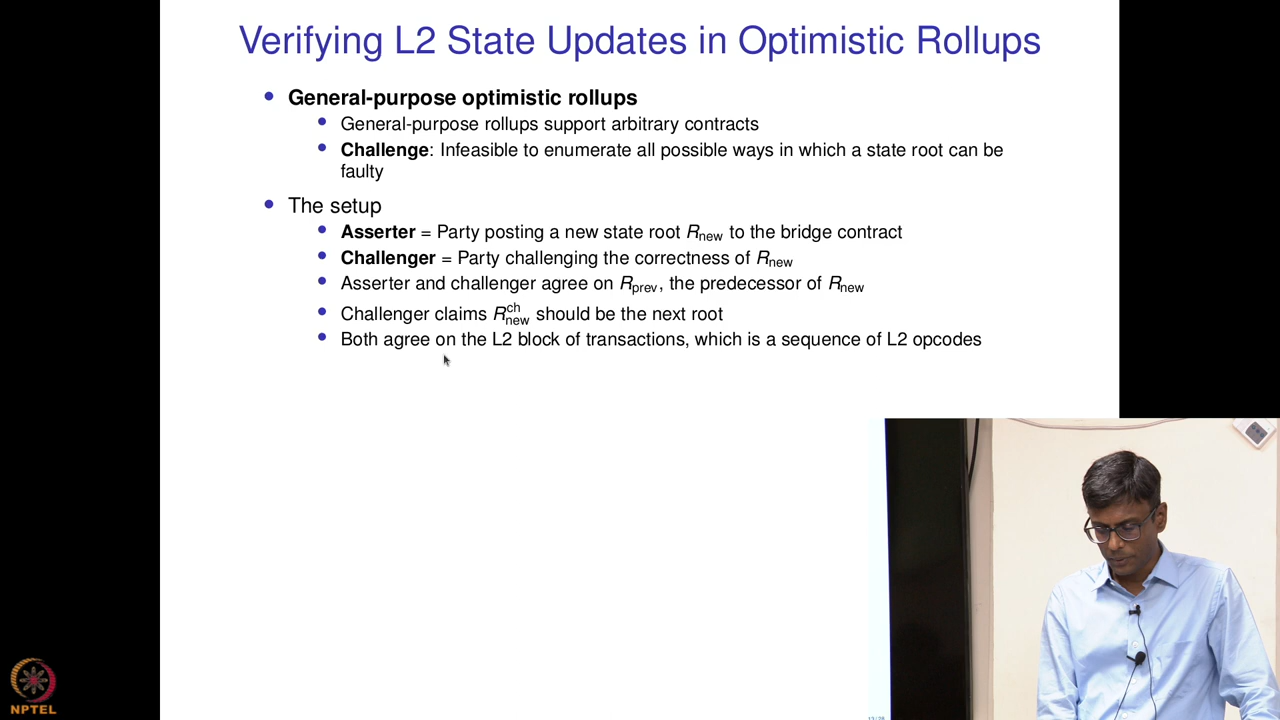 Verifying L2 State Updates in Optimistic Rollups
• General-purpose optimistic rollups
• General-purpose rollups support arbitrary contracts
• Challenge: Infeasible to enumerate all possible ways in which a state root can be
faulty
• The setup
• Asserter = Party posting a new state root R_new to the bridge contract
• Challenger = Party challenging the correctness of R_new
• Asserter and challenger agree on R_prev, the predecessor of R_new
• Challenger claims R_new^ch should be the next root
• Both agree on the L2 block of transactions, which is a sequence of L2 opcodes
NPTEL